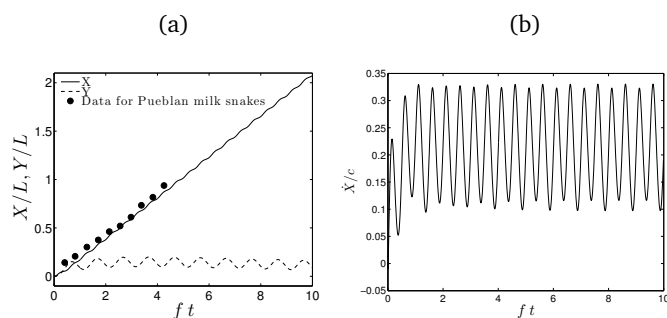 (a)
(b)
X/L, Y/L
2
1.5
1
0.5
0
X
Y
Data for Pueblan milk snakes
0 2 4 6 8 10
f t
Ẋ/c
0.35
0.3
0.25
0.2
0.15
0.1
0.05
0
−0.05
0 2 4 6 8 10
f t